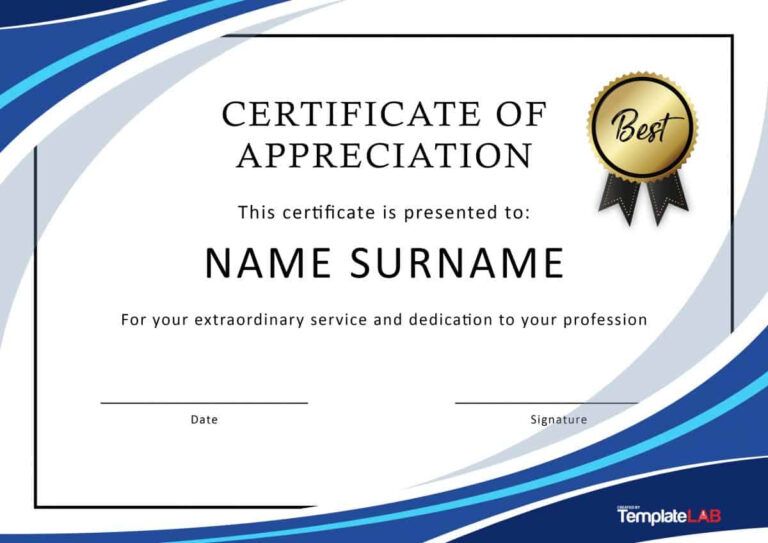 CERTIFICATE OF
APPRECIATION
Best
This certificate is presented to:
NAME SURNAME
For your extraordinary service and dedication to your profession
Date
Signature
CREATED BY
TemplateLAB